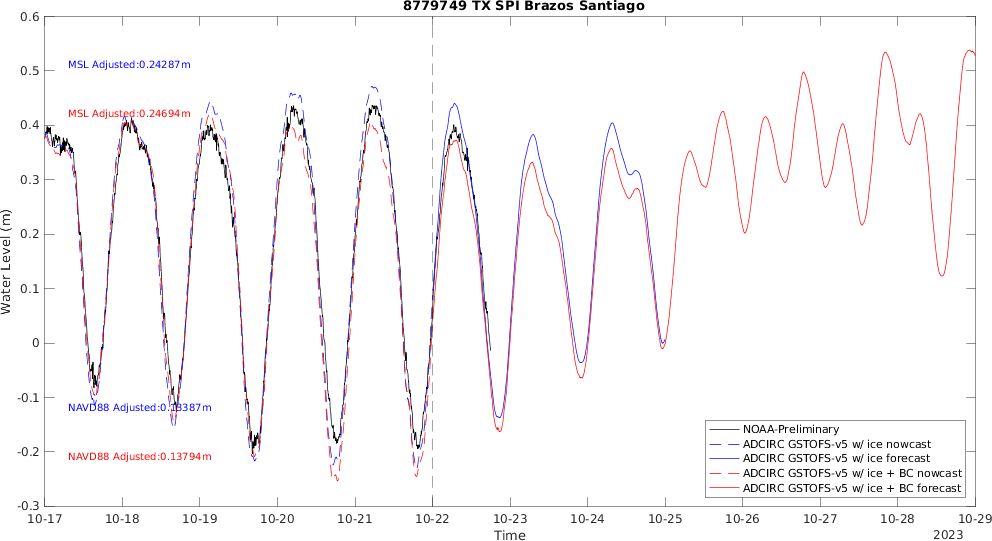 8779749 TX SPI Brazos Santiago
Water Level (m)
0.6
0.5
0.4
0.3
0.2
0.1
0
-0.1
-0.2
-0.3
MSL Adjusted:0.24287m
MSL Adjusted:0.24694m
NAVD88 Adjusted:0.13387m
NAVD88 Adjusted:0.13794m
NOAA-Preliminary
ADCIRC GSTOFS-v5 w/ ice nowcast
ADCIRC GSTOFS-v5 w/ ice forecast
ADCIRC GSTOFS-v5 w/ ice + BC nowcast
ADCIRC GSTOFS-v5 w/ ice + BC forecast
10-17 10-18 10-19 10-20 10-21 10-22 10-23 10-24 10-25 10-26 10-27 10-28 10-29
Time
2023